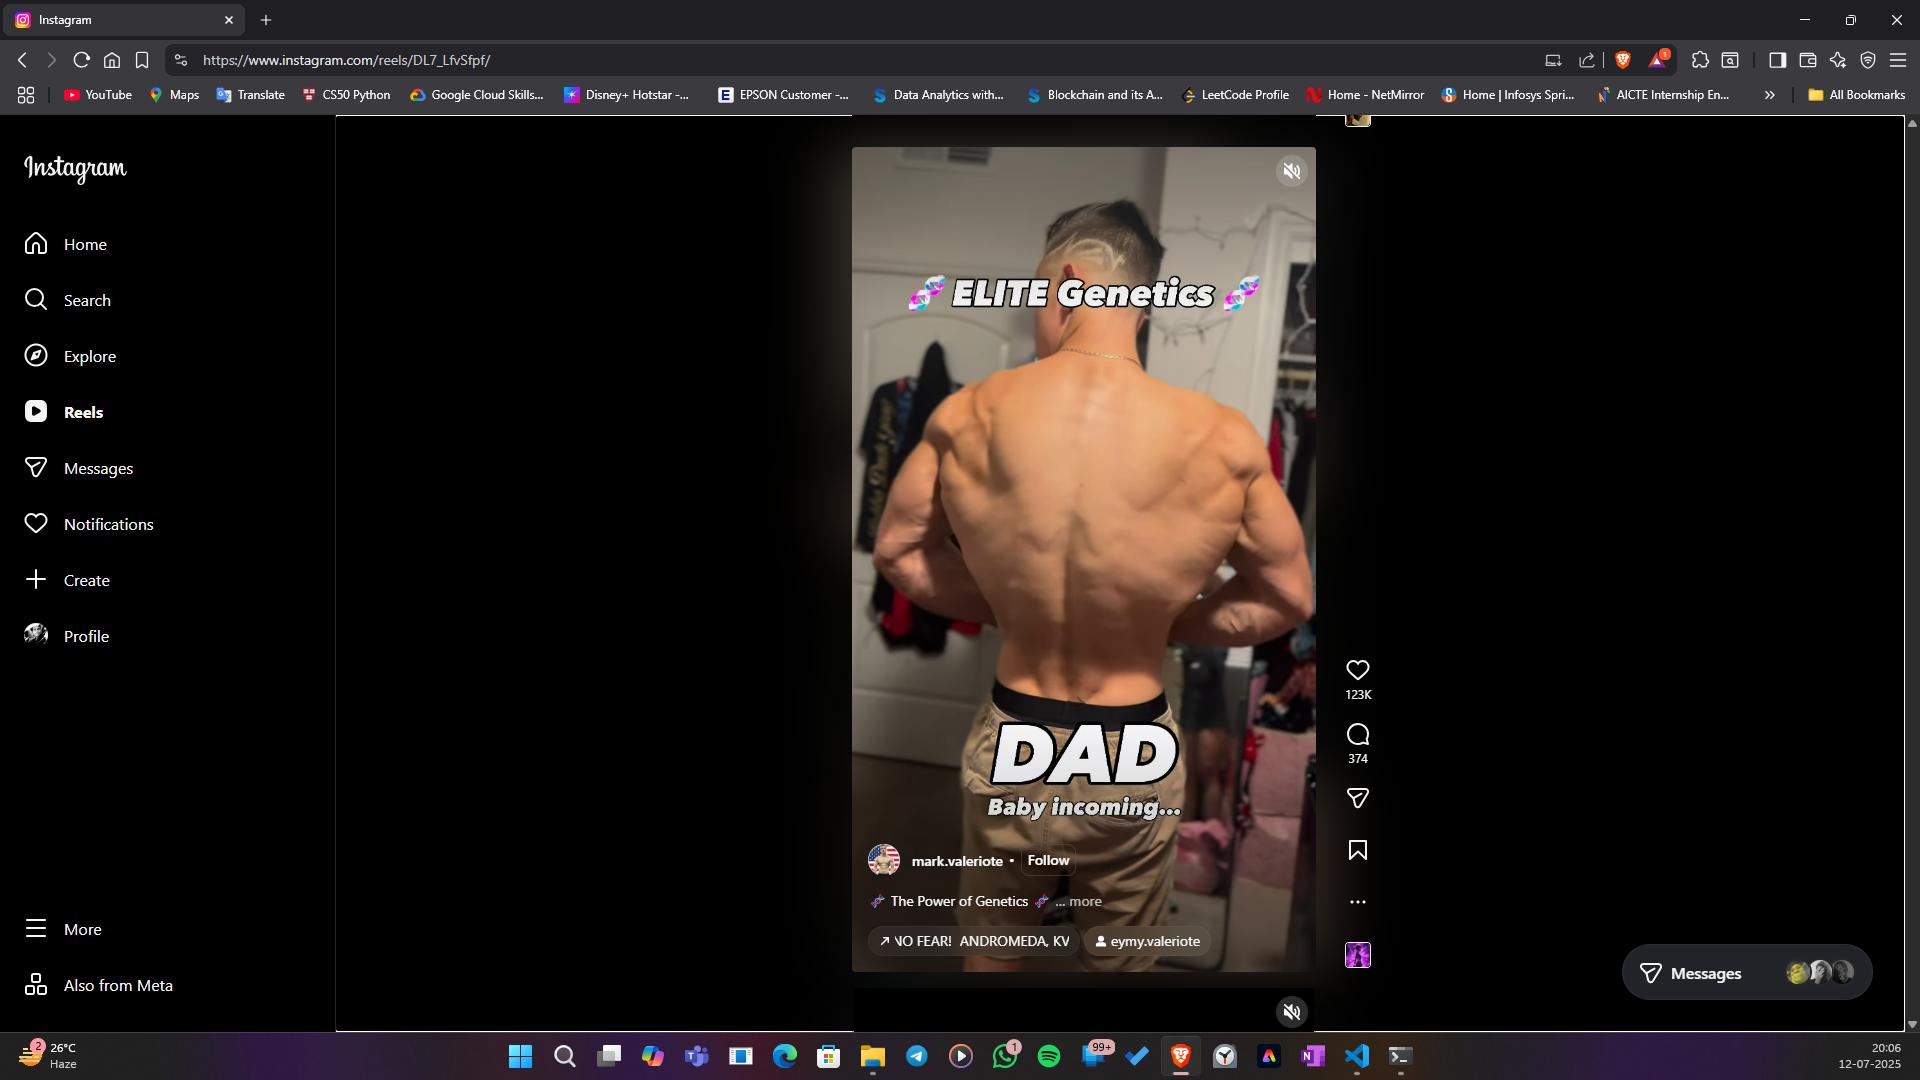 Instagram
https://www.instagram.com/reels/DL7_LfvSfpf/
1
YouTube
Maps
Translate
CS50 Python
Google Cloud Skills...
Disney+ Hotstar -...
EPSON Customer -...
Data Analytics with...
Blockchain and its A...
LeetCode Profile
Home - NetMirror
Home | Infosys Spri...
AICTE Internship En...
All Bookmarks
Instagram
Home
Search
Explore
Reels
Messages
Notifications
Create
Profile
More
Also from Meta
ELITE Genetics
DAD
Baby incoming...
mark.valeriote • Follow
The Power of Genetics ... more
NO FEAR! ANDROMEDA, KV
eymy.valeriote
123K
374
Messages
2
26°C
Haze
1
99+
20:06
12-07-2025